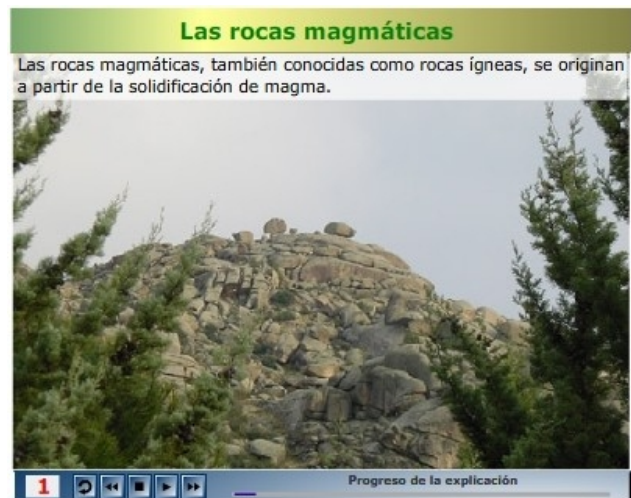 Las rocas magmáticas
Las rocas magmáticas, también conocidas como rocas ígneas, se originan
a partir de la solidificación de magma.
1
Progreso de la explicación